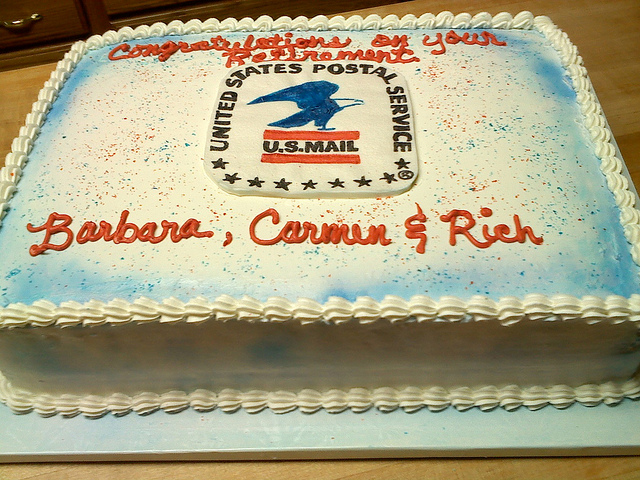 Congratulations on your
Retirement
UNITED STATES POSTAL SERVICE
U.S.MAIL
®
Barbara, Carmen & Rich